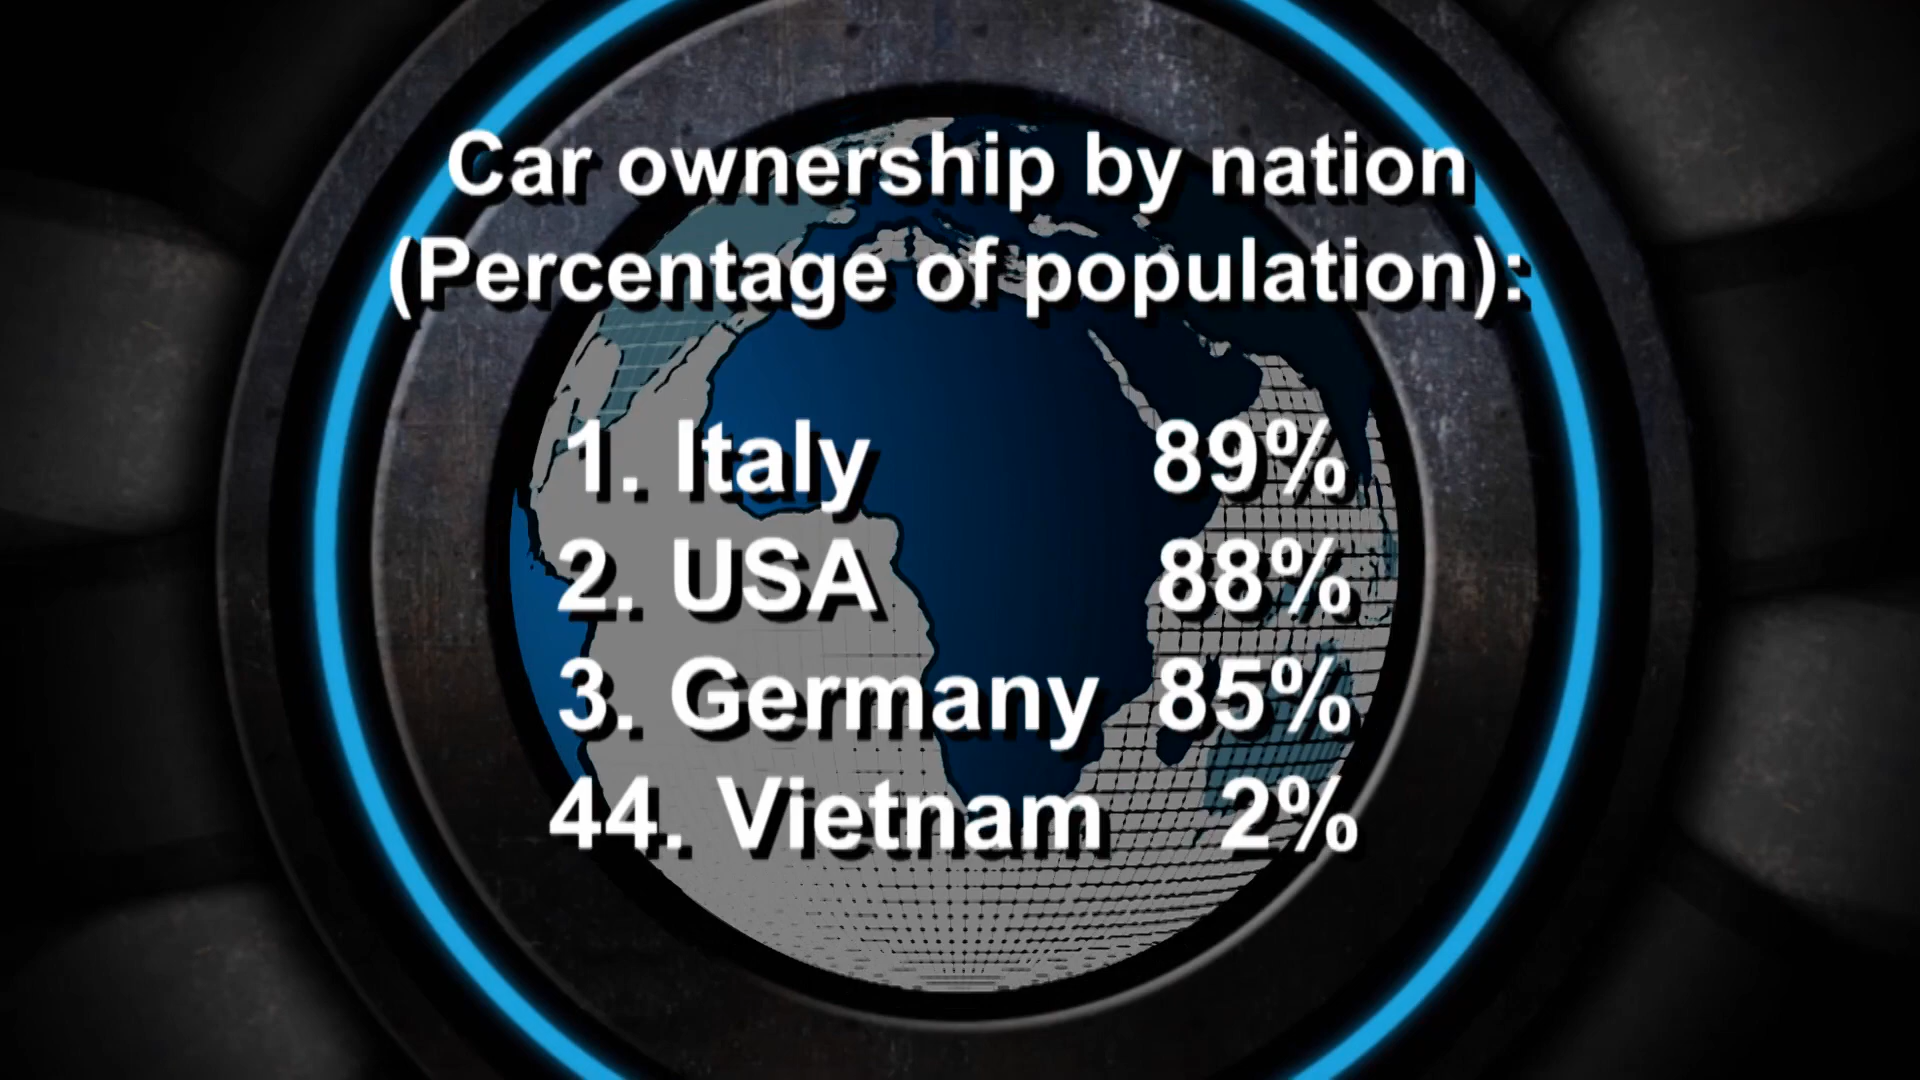 Car ownership by nation
(Percentage of population):
1. Italy 89%
2. USA 88%
3. Germany 85%
44. Vietnam 2%